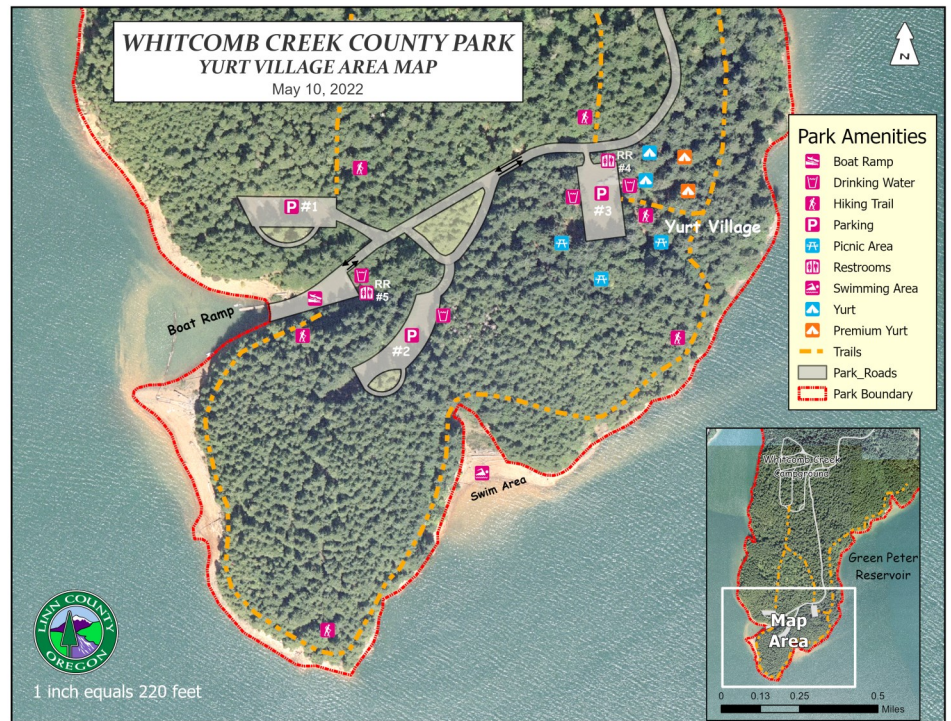 WHITCOMB CREEK COUNTY PARK
YURT VILLAGE AREA MAP
May 10, 2022
N
Park Amenities
Boat Ramp
Drinking Water
Hiking Trail
P Parking
Picnic Area
Restrooms
Swimming Area
Yurt
Premium Yurt
Trails
Park_Roads
Park Boundary
RR
#4
P #1
P
#3
Yurt Village
RR
#5
Boat Ramp
P
#2
Swim Area
Whitcomb Creek
Campground
Green Peter
Reservoir
Map
Area
0 0.13 0.25 0.5
Miles
LINN COUNTY
OREGON
1 inch equals 220 feet